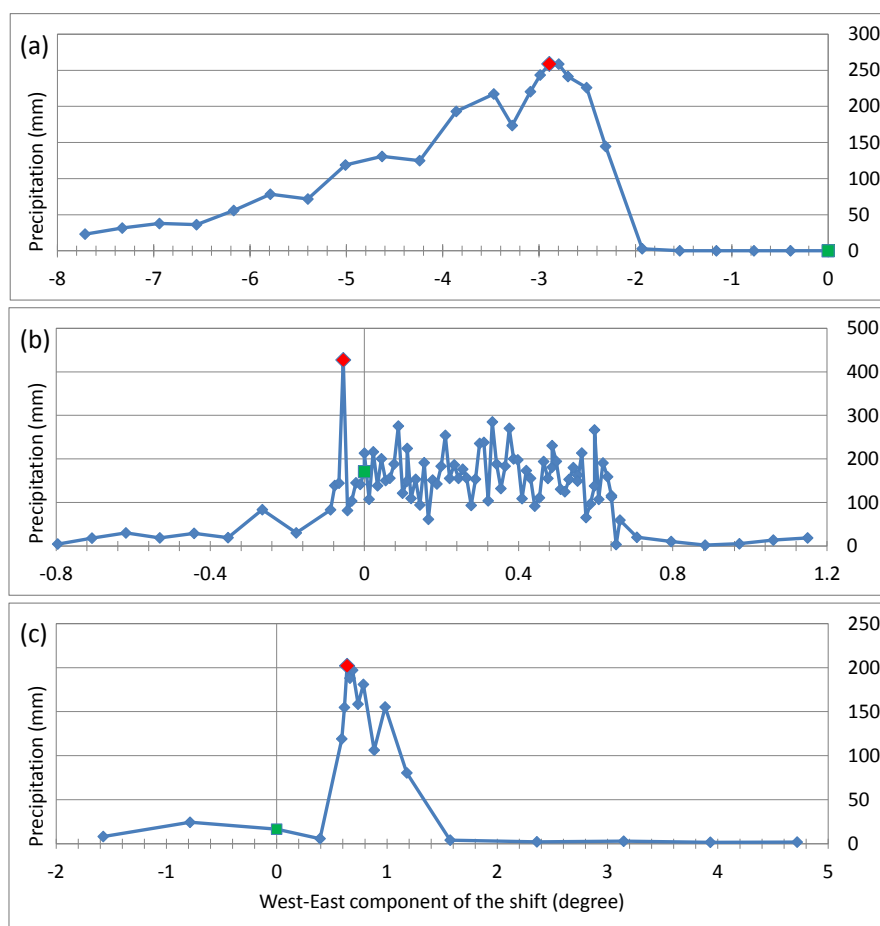 (a)
Precipitation (mm)
300
250
200
150
100
50
0
-8 -7 -6 -5 -4 -3 -2 -1 0
(b)
Precipitation (mm)
500
400
300
200
100
0
-0.8 -0.4 0 0.4 0.8 1.2
(c)
Precipitation (mm)
250
200
150
100
50
0
-2 -1 0 1 2 3 4 5
West-East component of the shift (degree)